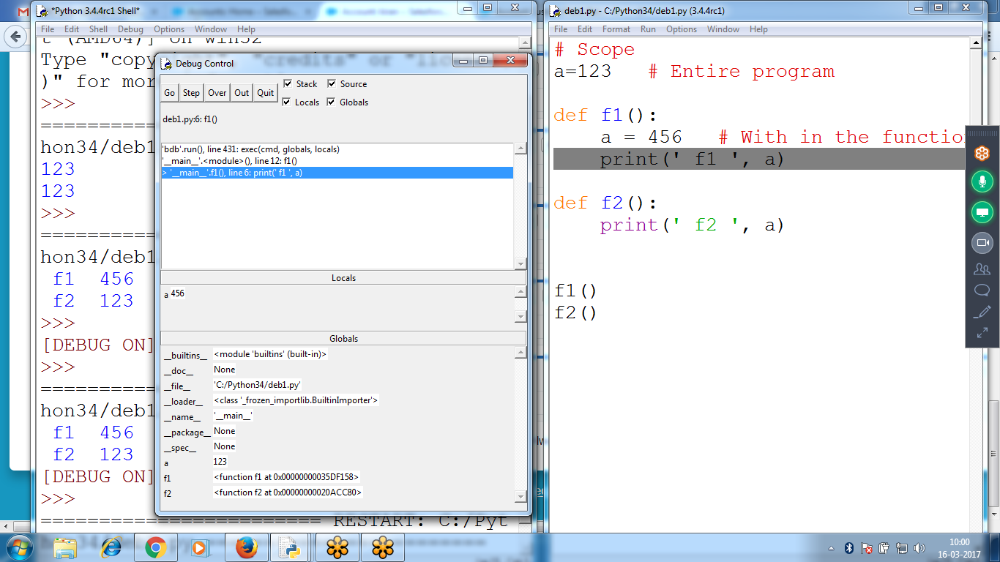 *Python 3.4.4rc1 Shell*
File Edit Shell Debug Options Window Help
t (AMD64)] on win32
Type "copy
)" for mor
>>>
=========
hon34/deb1
123
123
>>>
=========
hon34/deb1
f1 456
f2 123
>>>
[DEBUG ON]
>>>
=========
hon34/deb1
f1 456
f2 123
[DEBUG ON]
>>>
======================== RESTART: C:/Pyt
Debug Control
Go Step Over Out Quit
Stack Source
Locals Globals
deb1.py:6: f1()
'bdb'.run(), line 431: exec(cmd, globals, locals)
'__main__'.<module>(), line 12: f1()
> '__main__'.f1(), line 6: print(' f1 ', a)
Locals
a 456
Globals
__builtins__ <module 'builtins' (built-in)>
__doc__ None
__file__ 'C:/Python34/deb1.py'
__loader__ <class '_frozen_importlib.BuiltinImporter'>
__name__ '__main__'
__package__ None
__spec__ None
a 123
f1 <function f1 at 0x00000000035DF158>
f2 <function f2 at 0x00000000020ACC80>
deb1.py - C:/Python34/deb1.py (3.4.4rc1)
File Edit Format Run Options Window Help
# Scope
a=123 # Entire program
def f1():
a = 456 # With in the functio
print(' f1 ', a)
def f2():
print(' f2 ', a)
f1()
f2()
10:00
16-03-2017